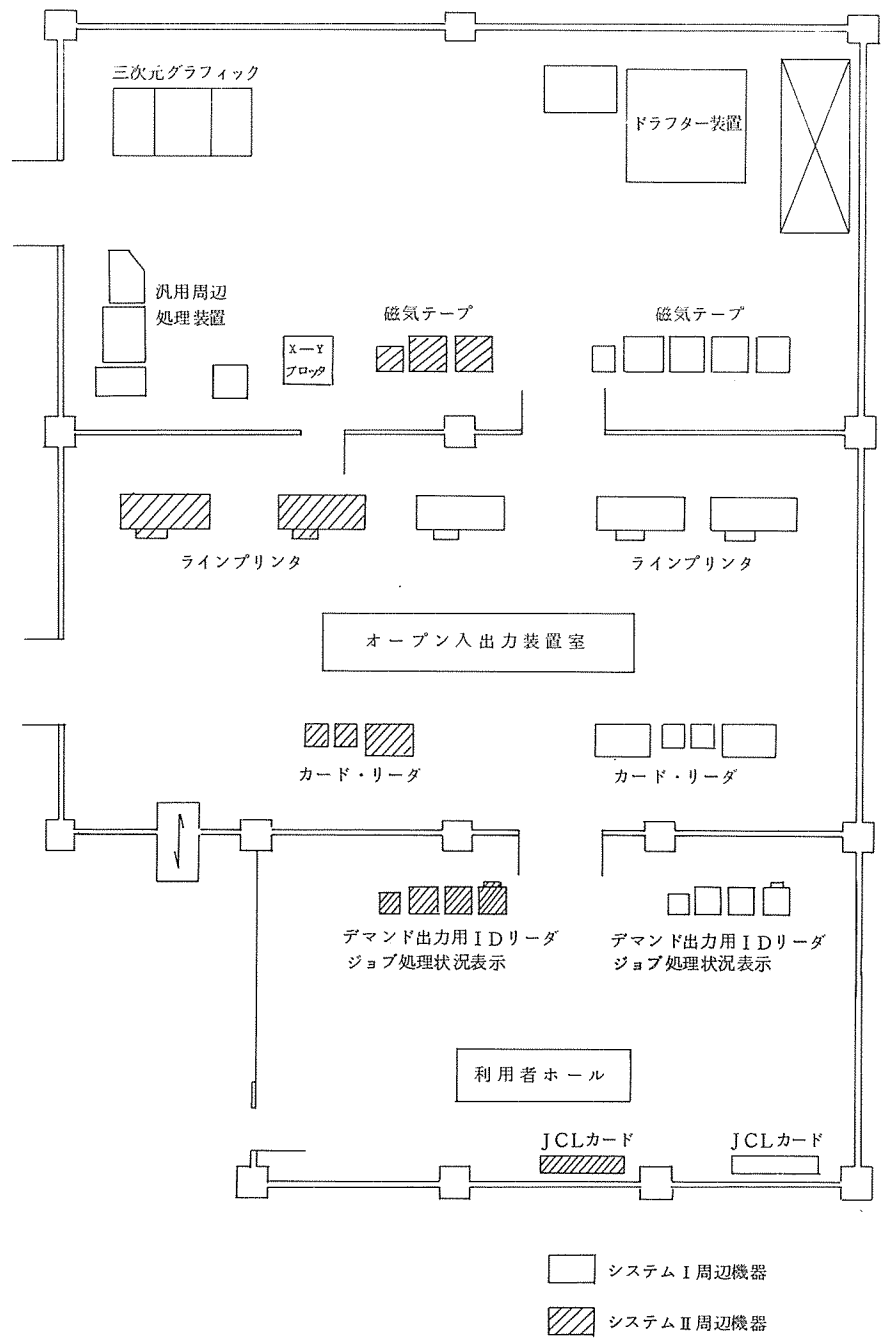 三次元グラフィック
ドラフター装置
汎用周辺
処理装置
X—Y
プロッタ
磁気テープ
磁気テープ
ラインプリンタ
ラインプリンタ
オープン入出力装置室
カード・リーダ
カード・リーダ
デマンド出力用IDリーダ
ジョブ処理状況表示
デマンド出力用IDリーダ
ジョブ処理状況表示
利用者ホール
JCLカード
JCLカード
システムⅠ周辺機器
システムⅡ周辺機器